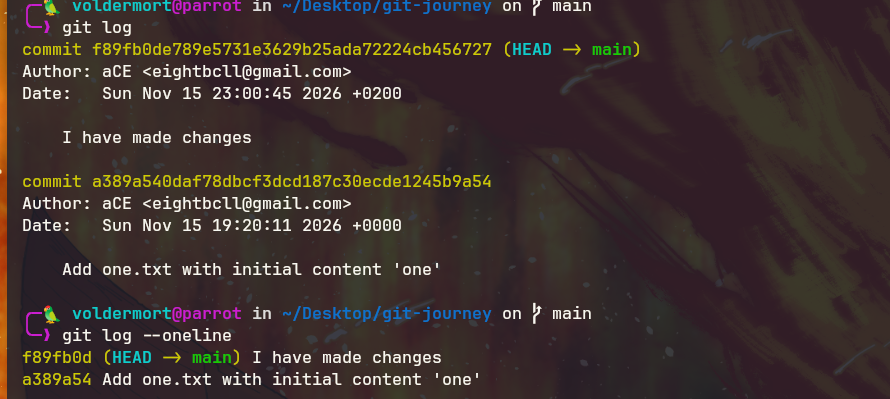 voldermort@parrot in ~/Desktop/git-journey on main
git log
commit f89fb0de789e5731e3629b25ada72224cb456727 (HEAD -> main)
Author: aCE <eightbcll@gmail.com>
Date:   Sun Nov 15 23:00:45 2026 +0200
I have made changes
commit a389a540daf78dbcf3dcd187c30ecde1245b9a54
Author: aCE <eightbcll@gmail.com>
Date:   Sun Nov 15 19:20:11 2026 +0000
Add one.txt with initial content 'one'
voldermort@parrot in ~/Desktop/git-journey on main
git log --oneline
f89fb0d (HEAD -> main) I have made changes
a389a54 Add one.txt with initial content 'one'